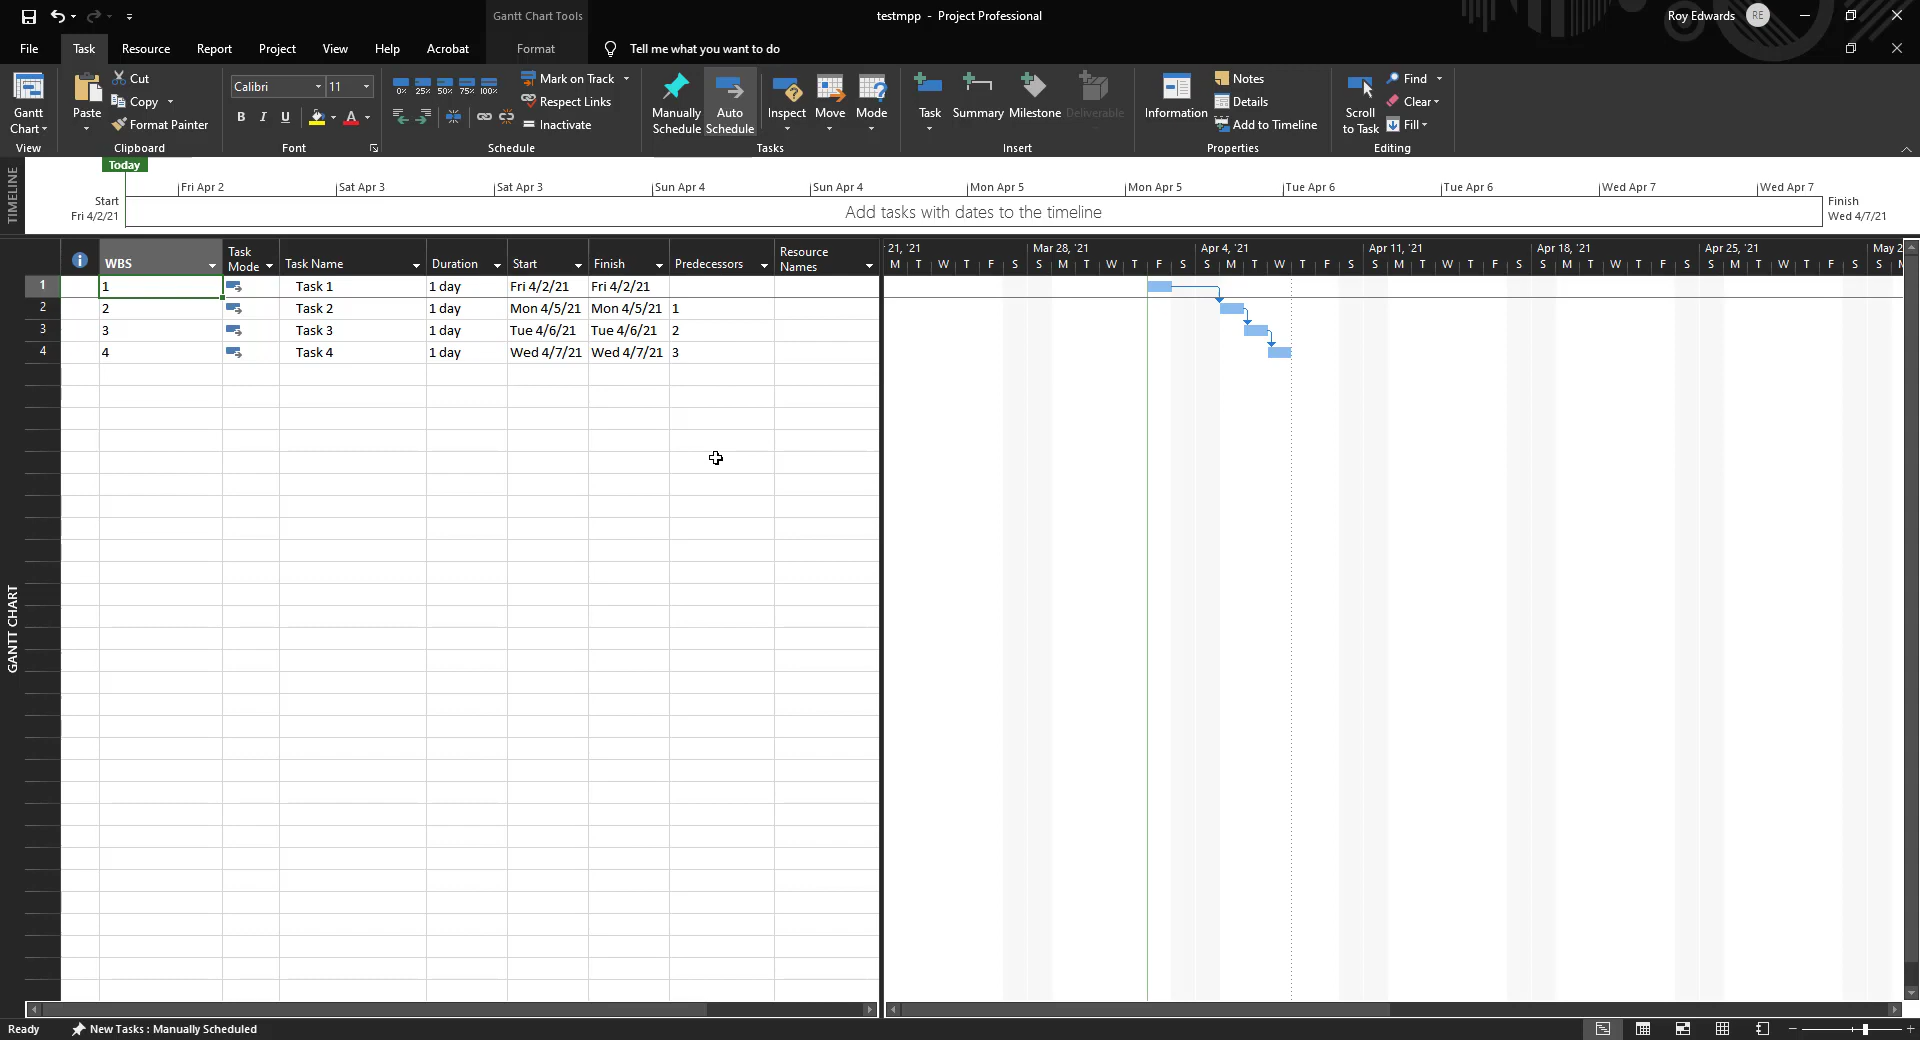 Gantt Chart Tools
testmpp - Project Professional
Roy Edwards RE
File Task Resource Report Project View Help Acrobat Format Tell me what you want to do
Gantt Chart
View
Paste
Cut
Copy
Format Painter
Clipboard
Calibri 11
B I U A
Font
0% 25% 50% 75% 100%
Mark on Track
Respect Links
Inactivate
Schedule
Manually Schedule
Auto Schedule
Inspect
Move
Mode
Tasks
Task
Summary
Milestone
Deliverable
Insert
Information
Notes
Details
Add to Timeline
Properties
Scroll to Task
Find
Clear
Fill
Editing
TIMELINE
Today
Fri Apr 2 Sat Apr 3 Sat Apr 3 Sun Apr 4 Sun Apr 4 Mon Apr 5 Mon Apr 5 Tue Apr 6 Tue Apr 6 Wed Apr 7 Wed Apr 7
Start
Fri 4/2/21
Add tasks with dates to the timeline
Finish
Wed 4/7/21
WBS Task Mode Task Name Duration Start Finish Predecessors Resource Names
21, '21 Mar 28, '21 Apr 4, '21 Apr 11, '21 Apr 18, '21 Apr 25, '21 May 2
M T W T F S S M T W T F S S M T W T F S S M T W T F S S M T W T F S S M T W T F S S M
1 1 Task 1 1 day Fri 4/2/21 Fri 4/2/21
2 2 Task 2 1 day Mon 4/5/21 Mon 4/5/21 1
3 3 Task 3 1 day Tue 4/6/21 Tue 4/6/21 2
4 4 Task 4 1 day Wed 4/7/21 Wed 4/7/21 3
GANTT CHART
Ready New Tasks : Manually Scheduled